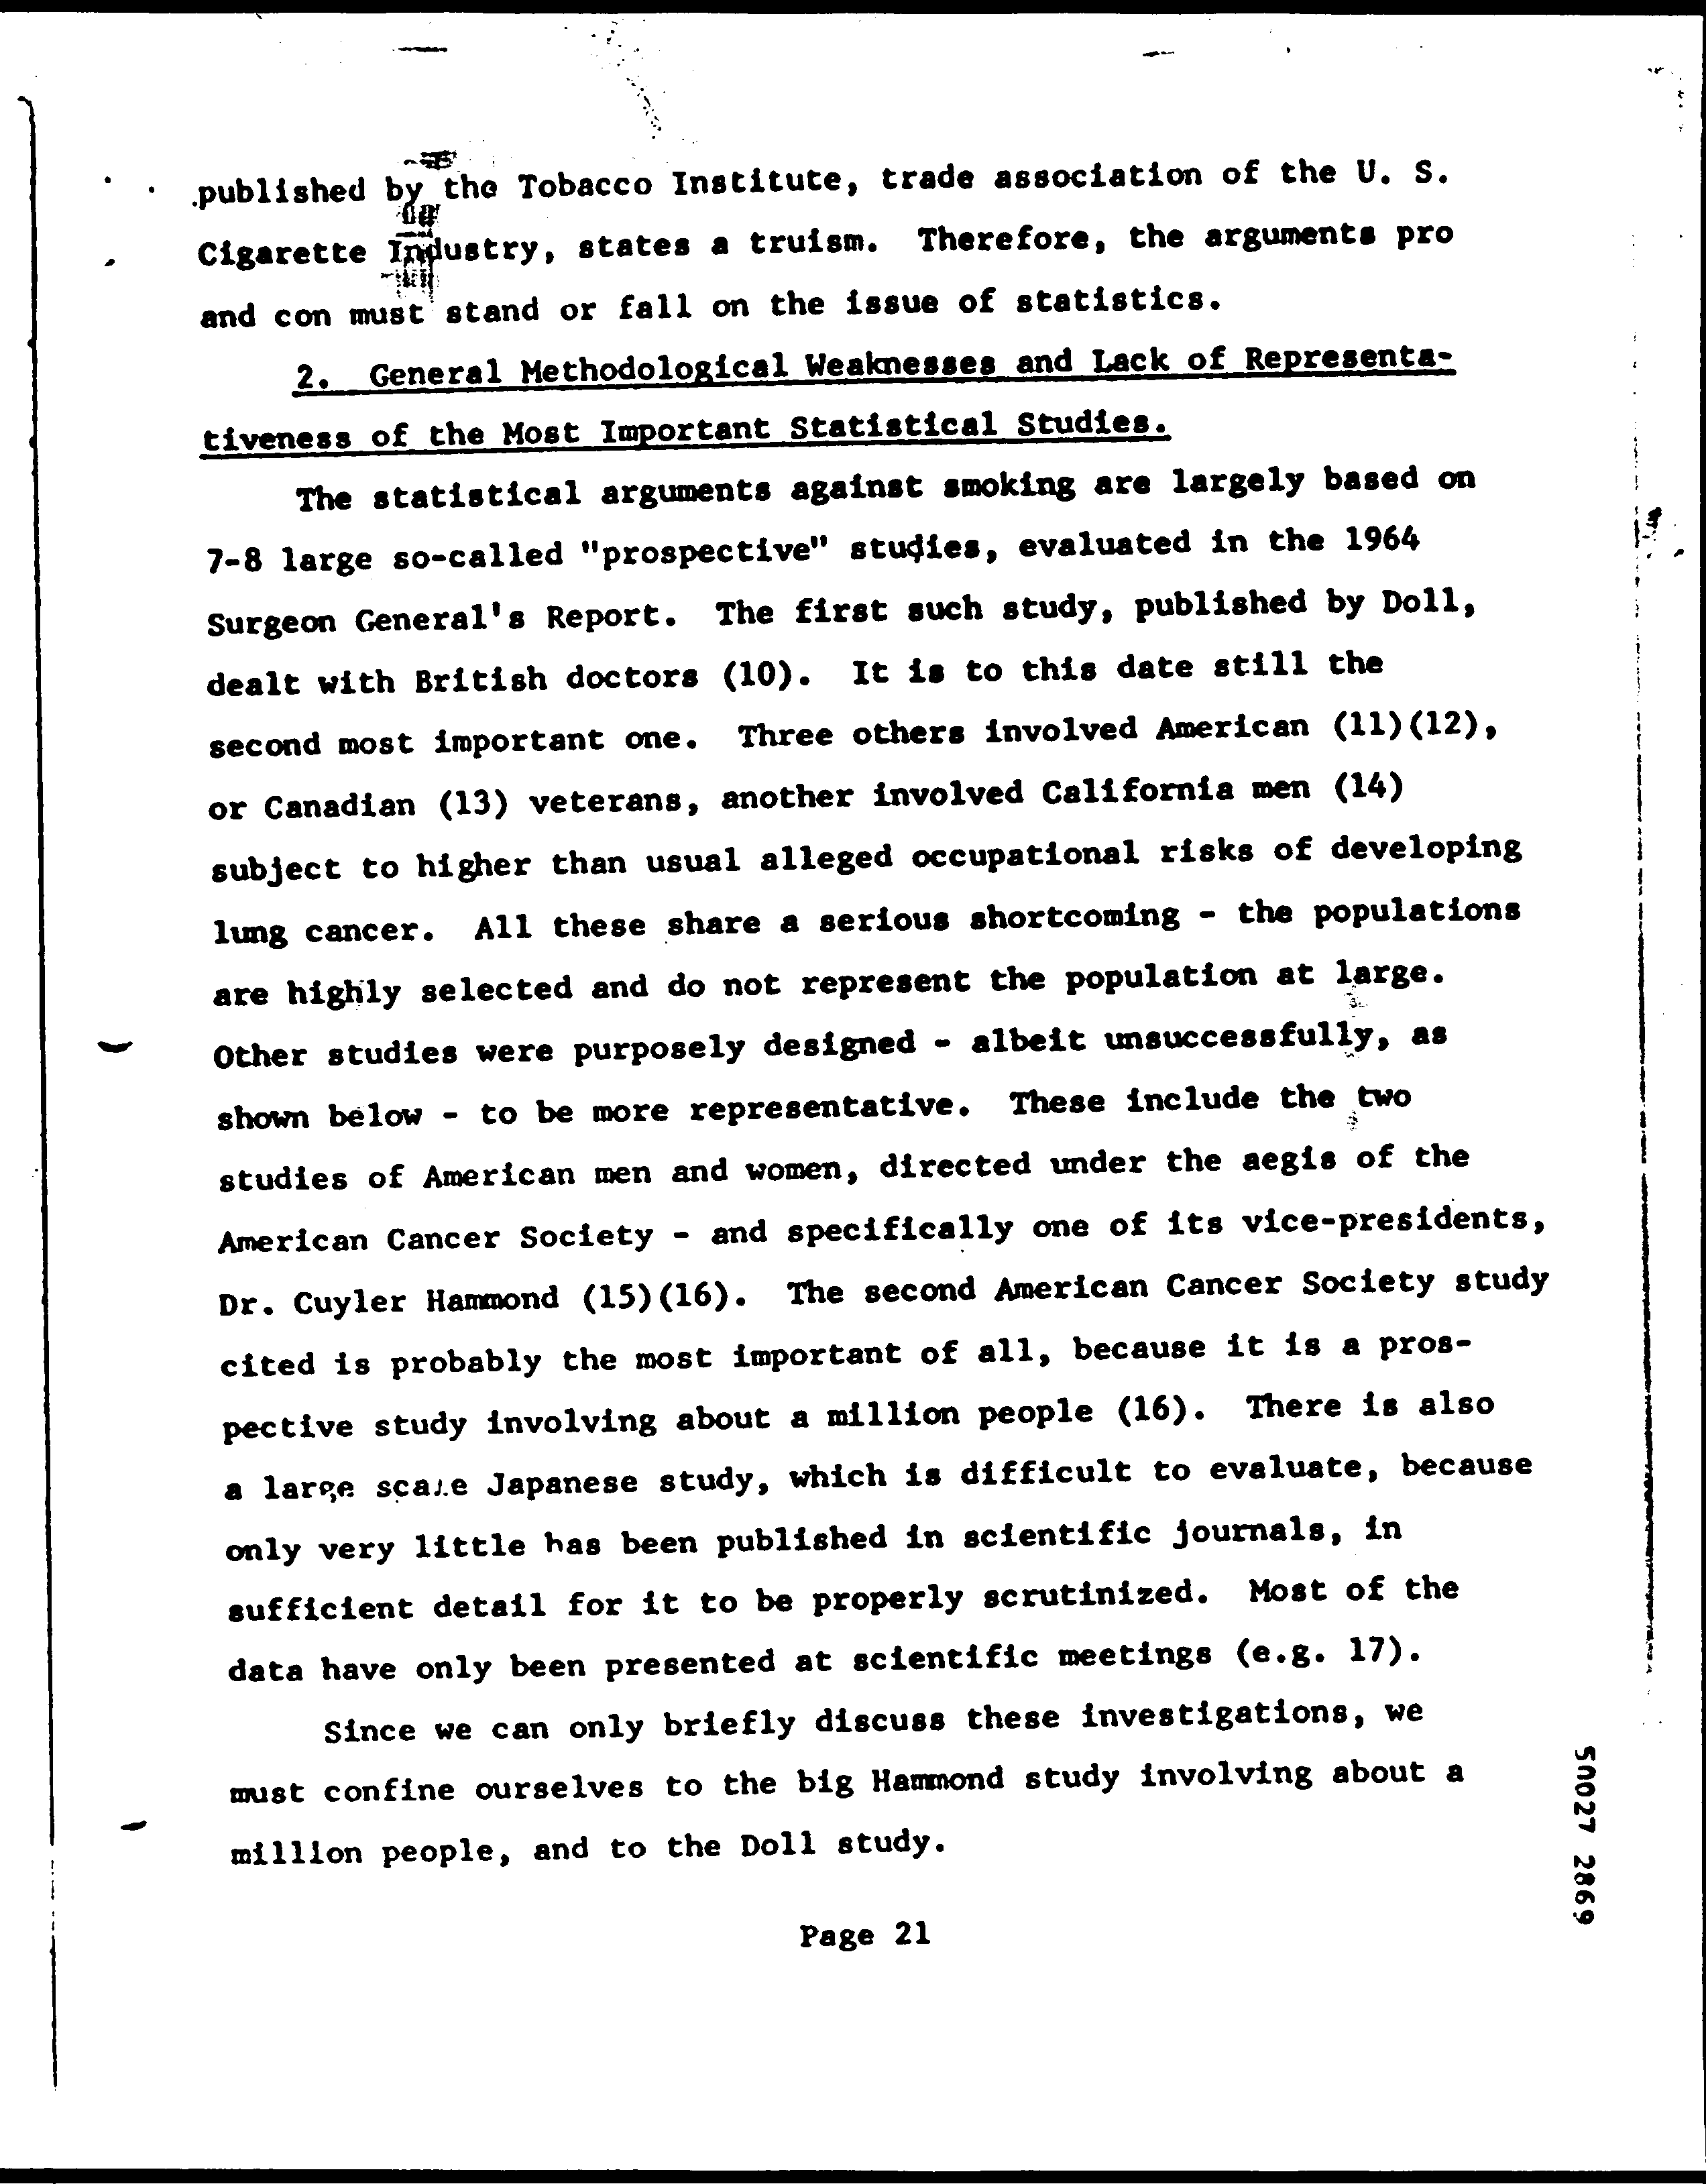 published by the Tobacco Institute, trade association of the U. S.
Cigarette Industry, states a truism. Therefore, the arguments pro
and con must stand or fall on the issue of statistics.
2. General Methodological Weaknesses and Lack of Representa-
tiveness of the Most Important Statistical Studies.
The statistical arguments against smoking are largely based on
7-8 large so-called "prospective" studies, evaluated in the 1964
Surgeon General's Report. The first such study, published by Doll,
dealt with British doctors (10). It is to this date still the
second most important one. Three others involved American (11)(12),
or Canadian (13) veterans, another involved California men (14)
subject to higher than usual alleged occupational risks of developing
lung cancer. All these share a serious shortcoming - the populations
are highly selected and do not represent the population at large.
Other studies were purposely designed - albeit unsuccessfully, as
shown below - to be more representative. These include the two
studies of American men and women, directed under the aegis of the
American Cancer Society - and specifically one of its vice-presidents,
Dr. Cuyler Hammond (15)(16). The second American Cancer Society study
cited is probably the most important of all, because it is a pros-
pective study involving about a million people (16). There is also
a large scale Japanese study, which is difficult to evaluate, because
only very little has been published in scientific journals, in
sufficient detail for it to be properly scrutinized. Most of the
data have only been presented at scientific meetings (e.g. 17).
Since we can only briefly discuss these investigations, we
must confine ourselves to the big Hammond study involving about a
million people, and to the Doll study.
Page 21
50027 2869